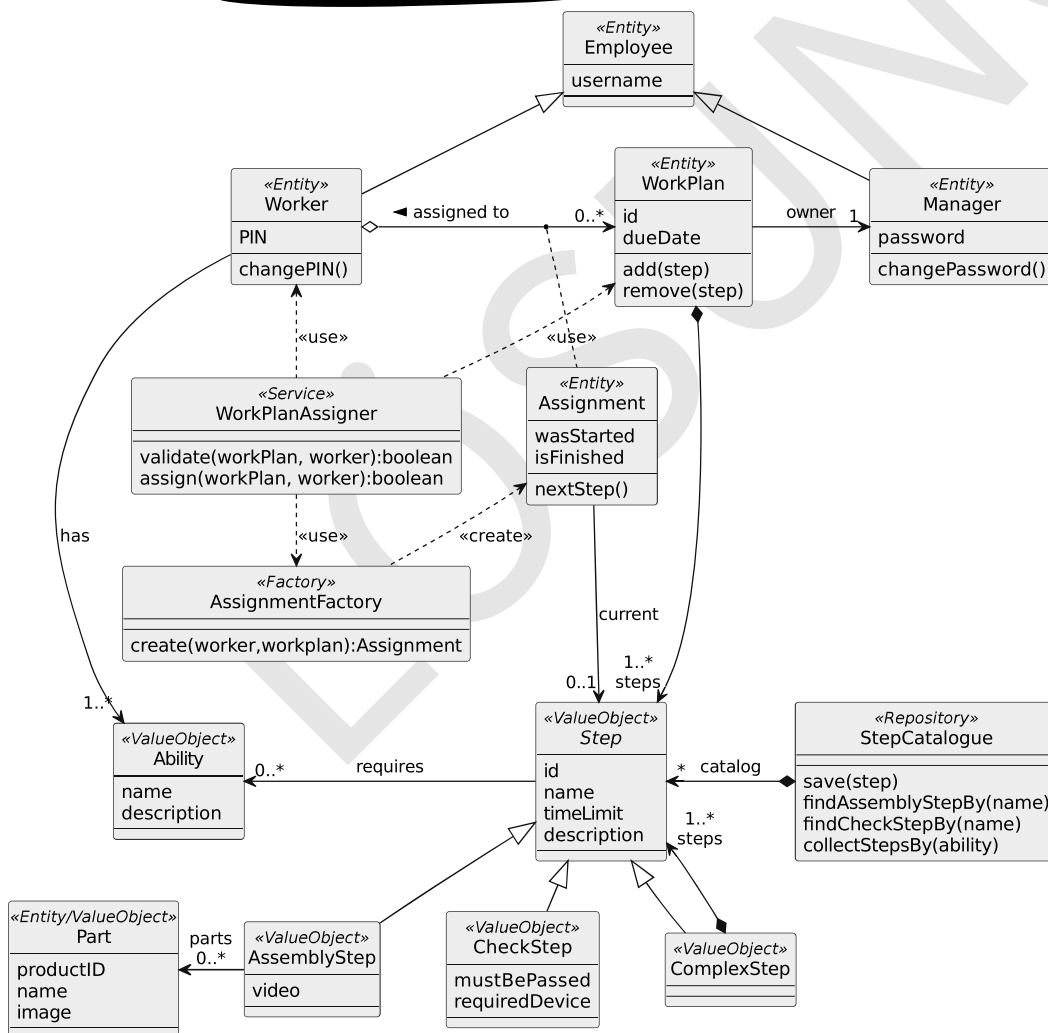 «Entity»
Employee
username
«Entity»
Worker
PIN
changePIN()
◄ assigned to
0..*
«Entity»
WorkPlan
id
dueDate
add(step)
remove(step)
owner
1
«Entity»
Manager
password
changePassword()
«use»
«use»
«Service»
WorkPlanAssigner
validate(workPlan, worker):boolean
assign(workPlan, worker):boolean
«Entity»
Assignment
wasStarted
isFinished
nextStep()
has
«use»
«create»
«Factory»
AssignmentFactory
create(worker,workplan):Assignment
current
0..1
1..*
steps
1..*
«ValueObject»
Ability
name
description
0..*
requires
«ValueObject»
Step
id
name
timeLimit
description
*
catalog
«Repository»
StepCatalogue
save(step)
findAssemblyStepBy(name)
findCheckStepBy(name)
collectStepsBy(ability)
1..*
steps
«Entity/ValueObject»
Part
productID
name
image
parts
0..*
«ValueObject»
AssemblyStep
video
«ValueObject»
CheckStep
mustBePassed
requiredDevice
«ValueObject»
ComplexStep
LÖSUN